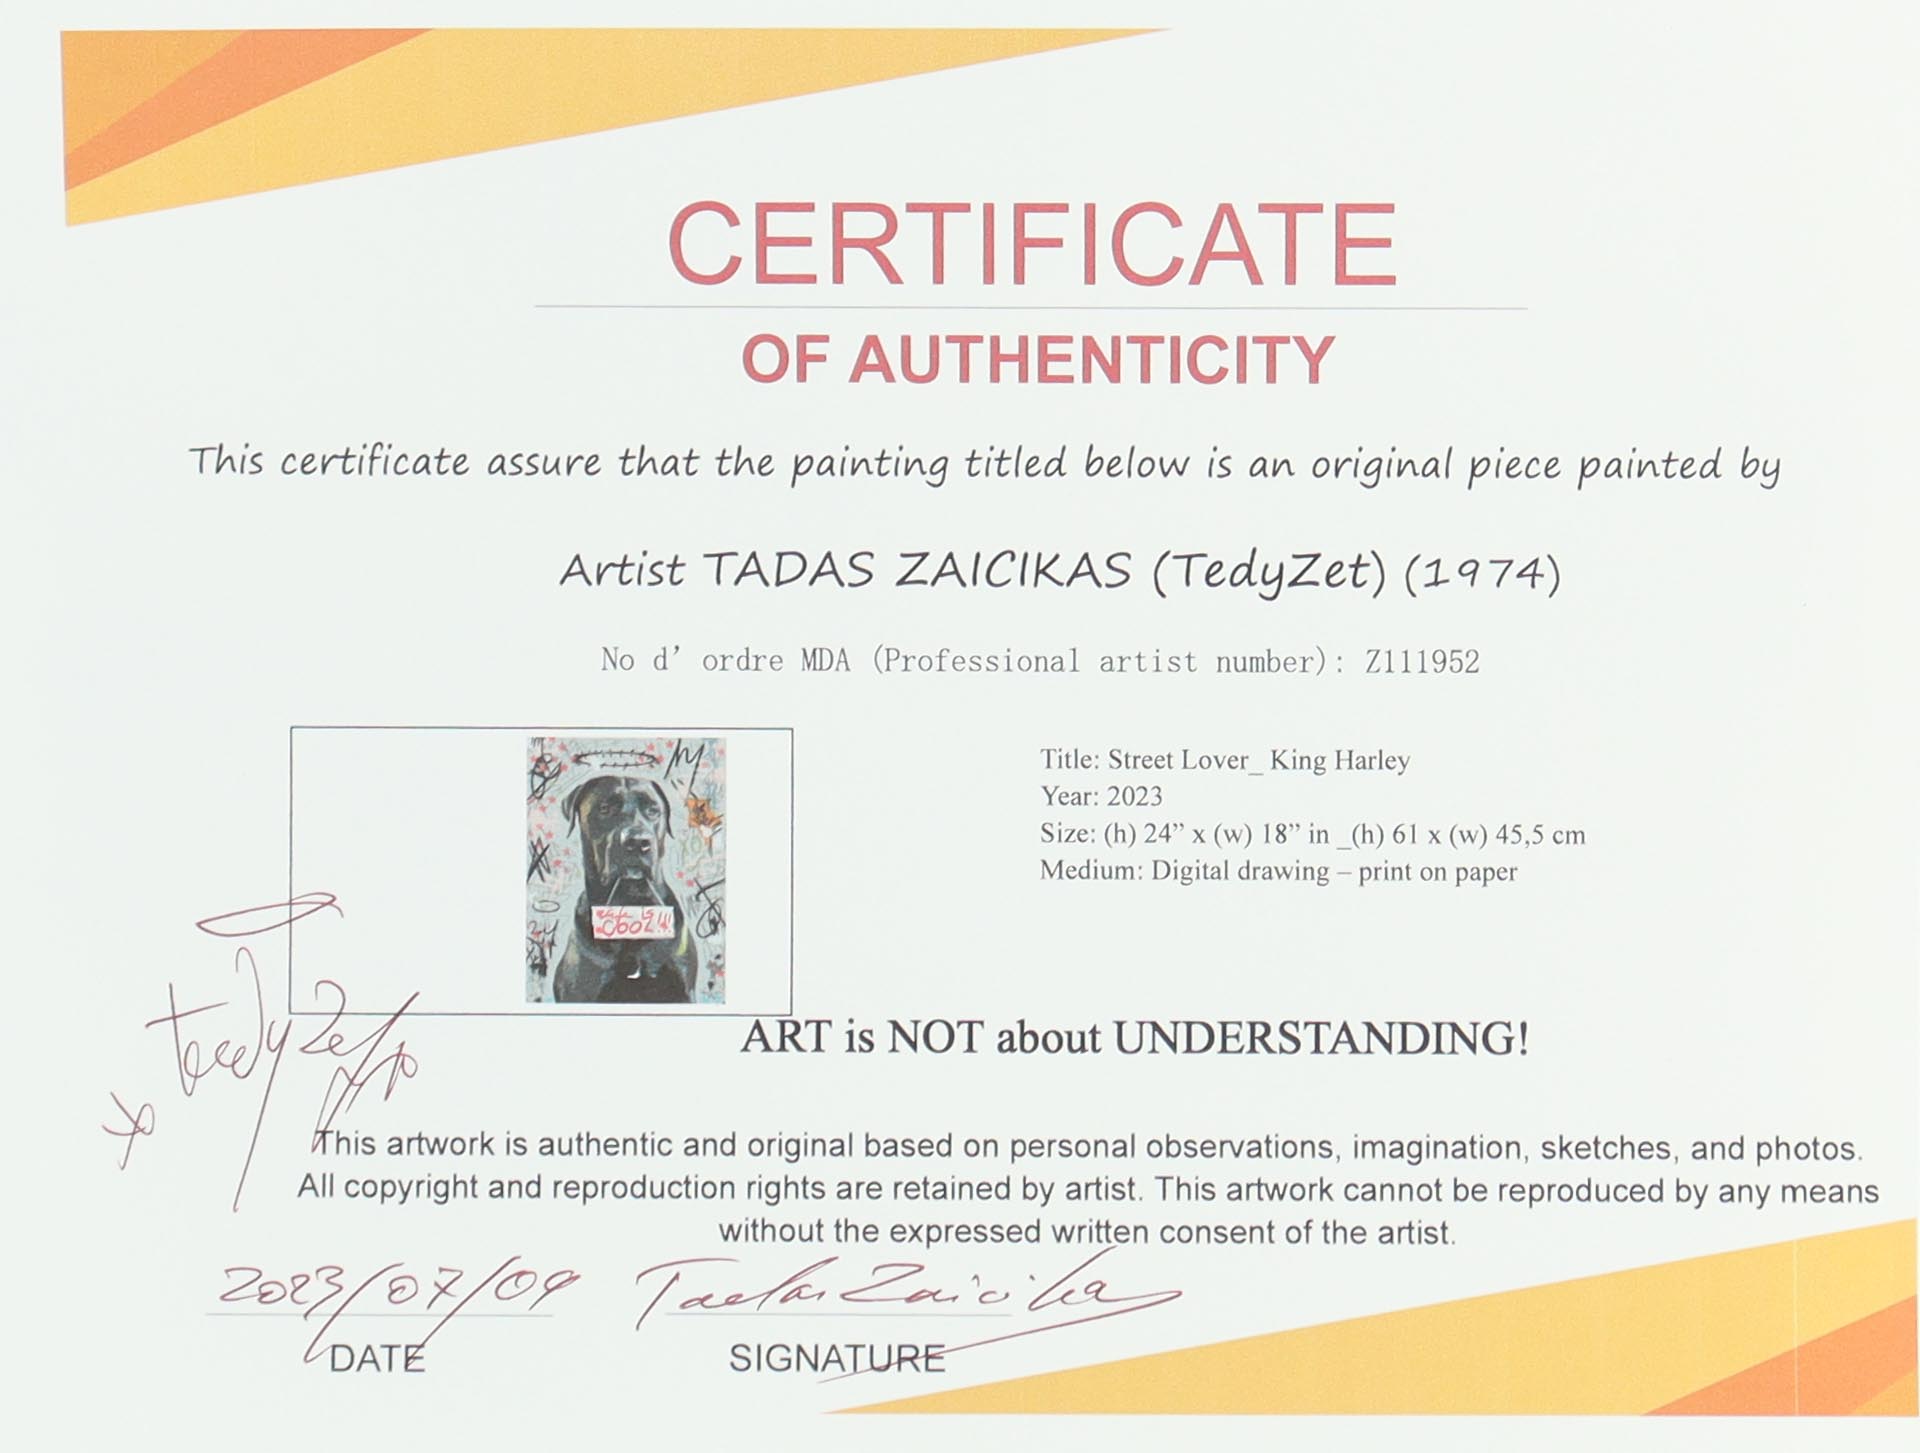 CERTIFICATE
OF AUTHENTICITY
This certificate assure that the painting titled below is an original piece painted by
Artist TADAS ZAICIKAS (TedyZet) (1974)
No d' ordre MDA (Professional artist number): Z111952
Title: Street Lover_ King Harley
Year: 2023
Size: (h) 24” x (w) 18” in _(h) 61 x (w) 45,5 cm
Medium: Digital drawing – print on paper
COOL!!!
TedyZet
ART is NOT about UNDERSTANDING!
This artwork is authentic and original based on personal observations, imagination, sketches, and photos.
All copyright and reproduction rights are retained by artist. This artwork cannot be reproduced by any means
without the expressed written consent of the artist.
2023/07/09 Tadas Zaicikas
DATE SIGNATURE